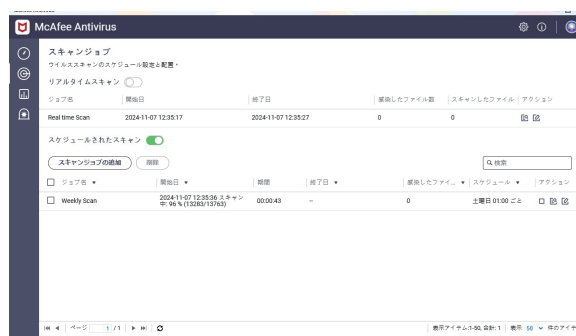 McAfee Antivirus
スキャンジョブ
ウイルススキャンのスケジュール設定と配置。
リアルタイムスキャン
ジョブ名 開始日 終了日 感染したファイル数 スキャンしたファイル アクション
Real time Scan 2024-11-07 12:35:17 2024-11-07 12:35:27 0 0
スケジュールされたスキャン
スキャンジョブの追加 削除 検索
ジョブ名 開始日 期間 終了日 感染したファイ... スケジュール アクション
Weekly Scan 2024-11-07 12:35:36 スキャン中: 96 % (13283/13763) 00:00:43 -- 0 土曜日 01:00 ごと
ページ 1 / 1 表示アイテム:1-50, 合計: 1 表示 50 件のアイテ